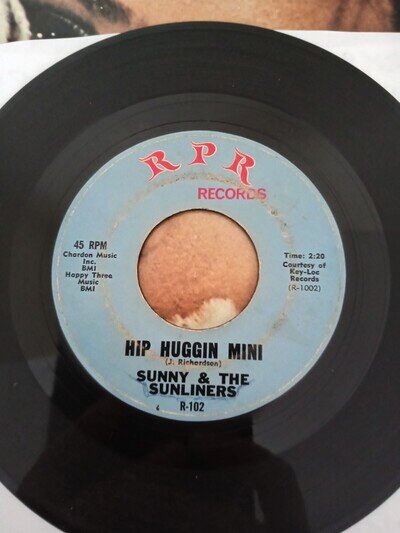 RPR
RECORDS
45 RPM
Chardon Music
Inc.
BMI
Happy Three
Music
BMI
Time: 2:20
Courtesy of
Key-Loc
Records
(R-1002)
HIP HUGGIN MINI
(J. Richardson)
SUNNY & THE
SUNLINERS
R-102